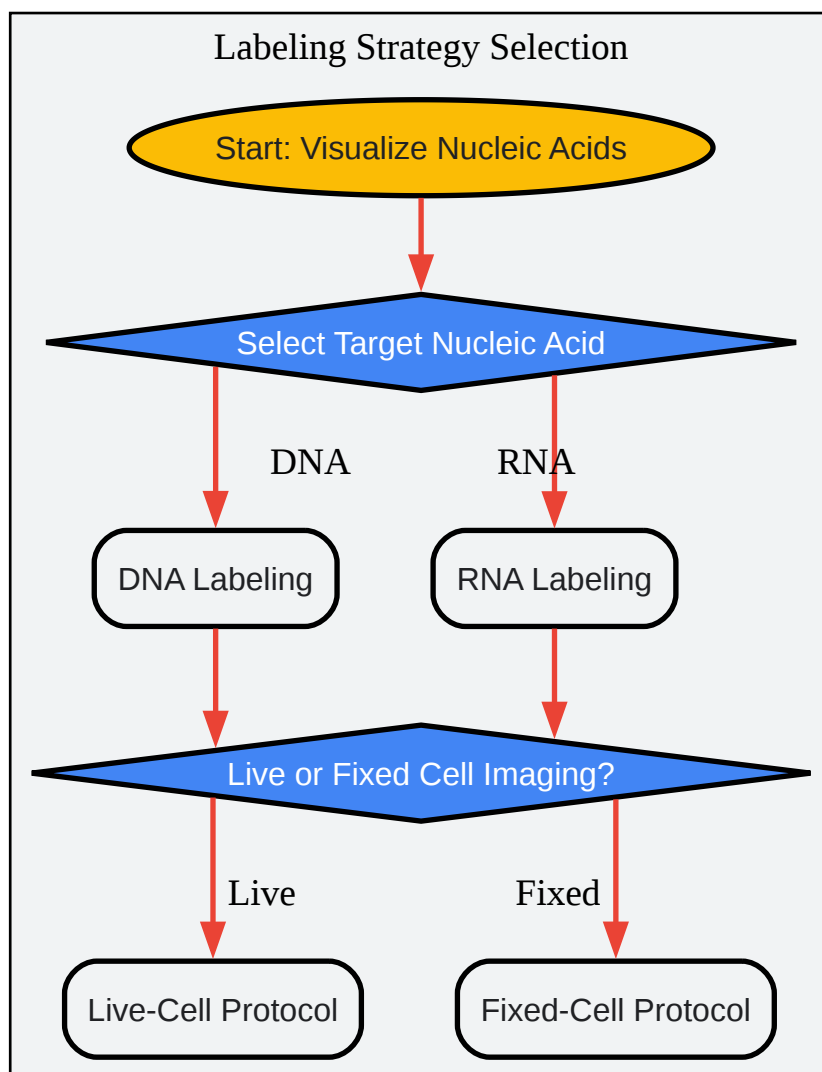 Labeling Strategy Selection
Start: Visualize Nucleic Acids
Select Target Nucleic Acid
DNA
RNA
DNA Labeling
RNA Labeling
Live or Fixed Cell Imaging?
Live
Fixed
Live-Cell Protocol
Fixed-Cell Protocol